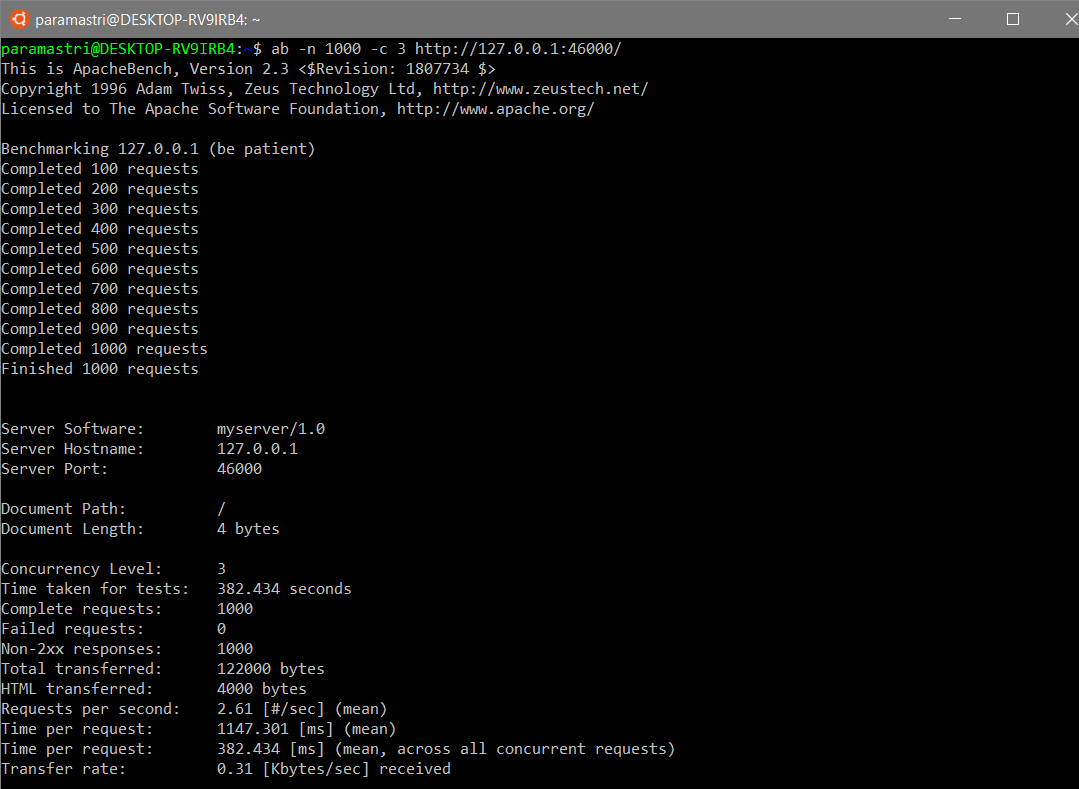 paramastri@DESKTOP-RV9IRB4: ~
paramastri@DESKTOP-RV9IRB4:~$ ab -n 1000 -c 3 http://127.0.0.1:46000/
This is ApacheBench, Version 2.3 <$Revision: 1807734 $>
Copyright 1996 Adam Twiss, Zeus Technology Ltd, http://www.zeustech.net/
Licensed to The Apache Software Foundation, http://www.apache.org/
Benchmarking 127.0.0.1 (be patient)
Completed 100 requests
Completed 200 requests
Completed 300 requests
Completed 400 requests
Completed 500 requests
Completed 600 requests
Completed 700 requests
Completed 800 requests
Completed 900 requests
Completed 1000 requests
Finished 1000 requests
Server Software: myserver/1.0
Server Hostname: 127.0.0.1
Server Port: 46000
Document Path: /
Document Length: 4 bytes
Concurrency Level: 3
Time taken for tests: 382.434 seconds
Complete requests: 1000
Failed requests: 0
Non-2xx responses: 1000
Total transferred: 122000 bytes
HTML transferred: 4000 bytes
Requests per second: 2.61 [#/sec] (mean)
Time per request: 1147.301 [ms] (mean)
Time per request: 382.434 [ms] (mean, across all concurrent requests)
Transfer rate: 0.31 [Kbytes/sec] received